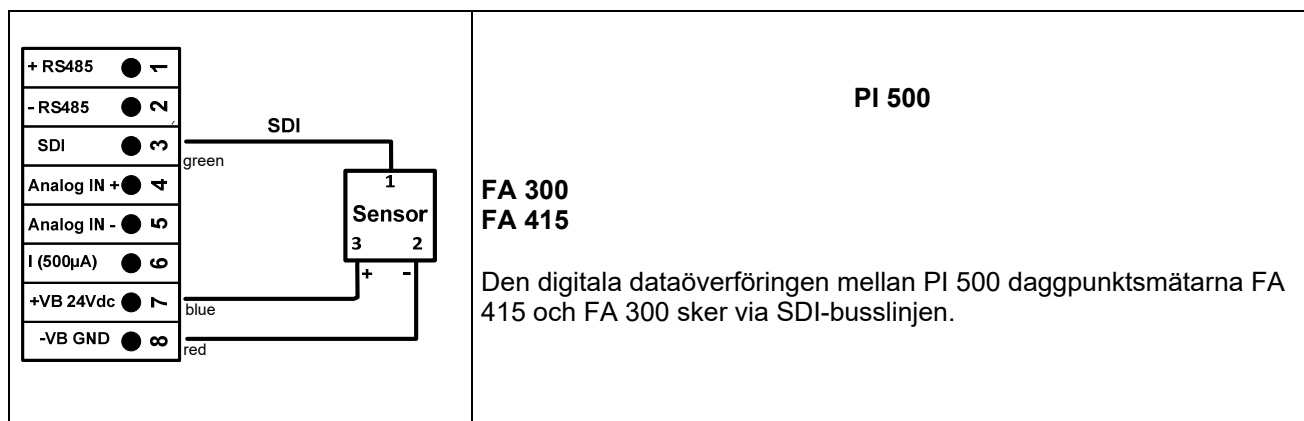 + RS485 1
- RS485 2
SDI 3
Analog IN + 4
Analog IN - 5
I (500µA) 6
+VB 24Vdc 7
-VB GND 8
SDI
green
blue
red
1
Sensor
3 2
+ -
PI 500
FA 300
FA 415
Den digitala dataöverföringen mellan PI 500 daggpunktsmätarna FA
415 och FA 300 sker via SDI-busslinjen.